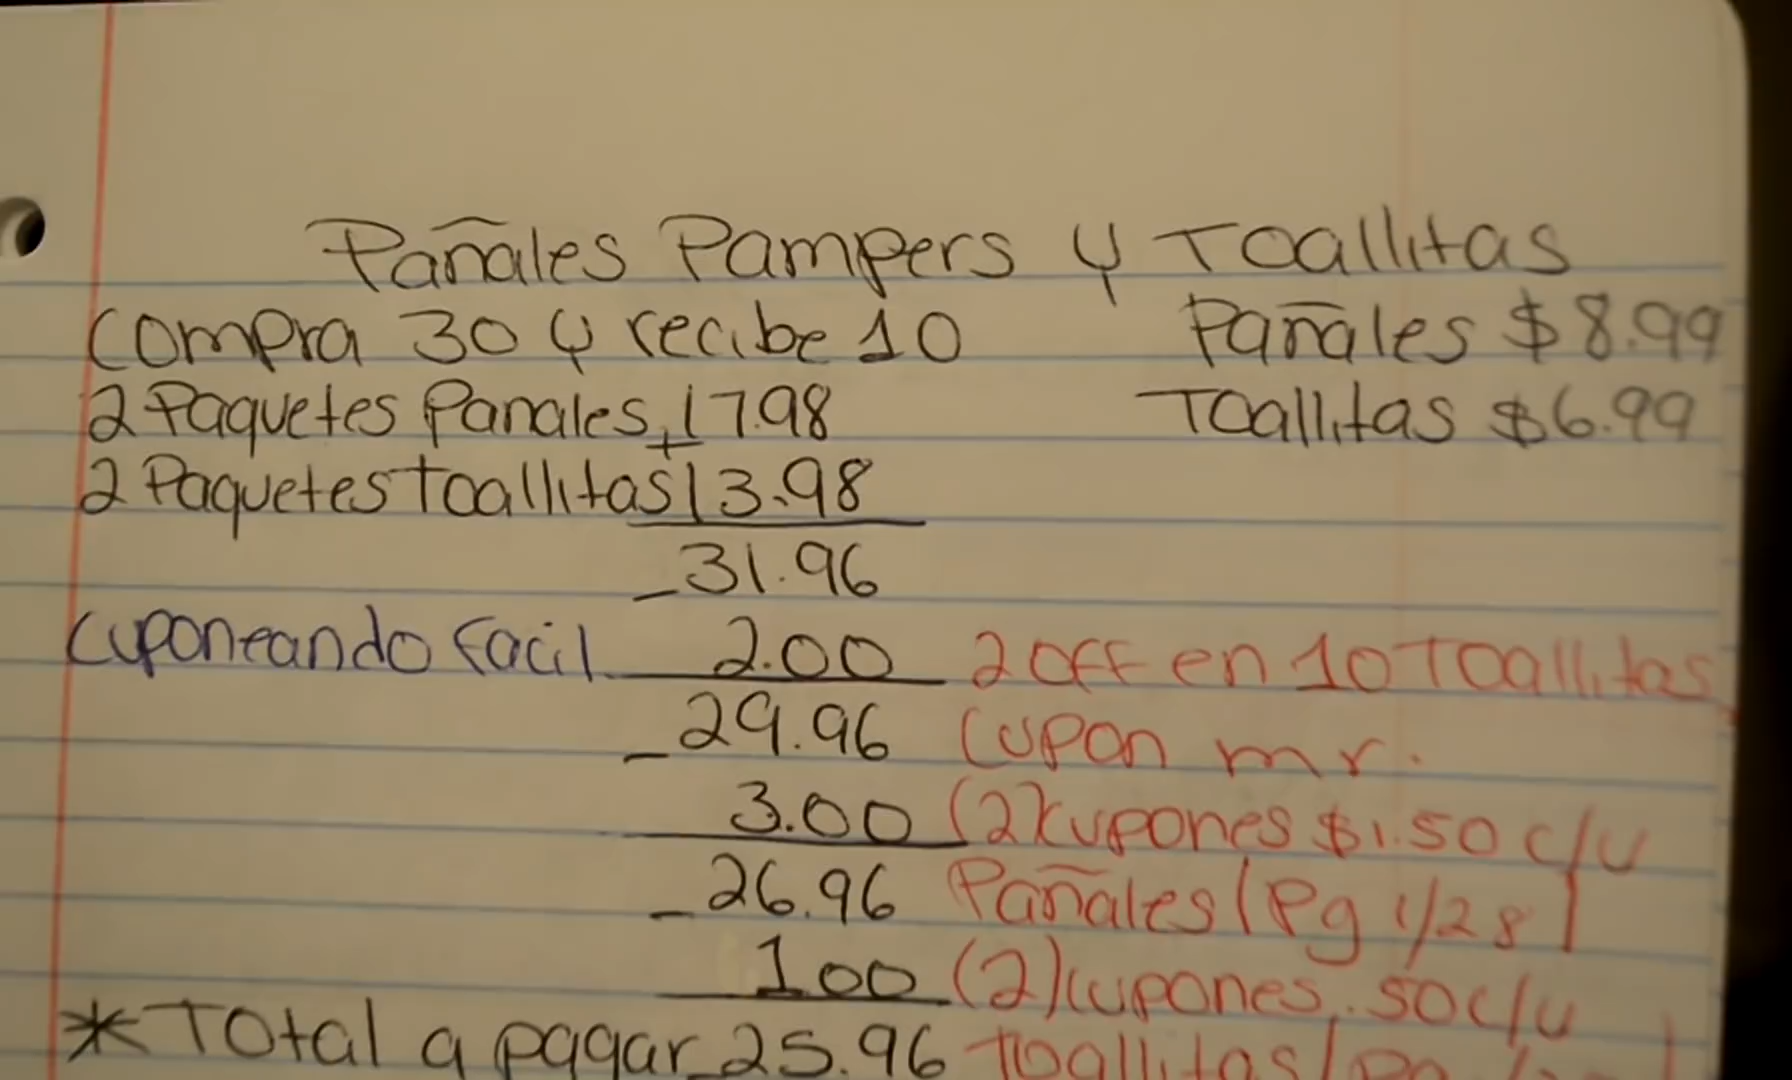 Pañales Pampers y Toallitas
Compra 30 y recibe 10 Pañales $8.99
2 Paquetes Panales + 17.98 Toallitas $6.99
2 Paquetes toallitas 13.98
- 31.96
Cuponeando Facil 2.00 2 OFF en 10 Toallitas
- 29.96 Cupon mr.
3.00 (2) Cupones $1.50 c/u
- 26.96 Pañales (Pg 1/28)
1.00 (2) Cupones .50 c/u
*Total a pagar 25.96 Toallitas